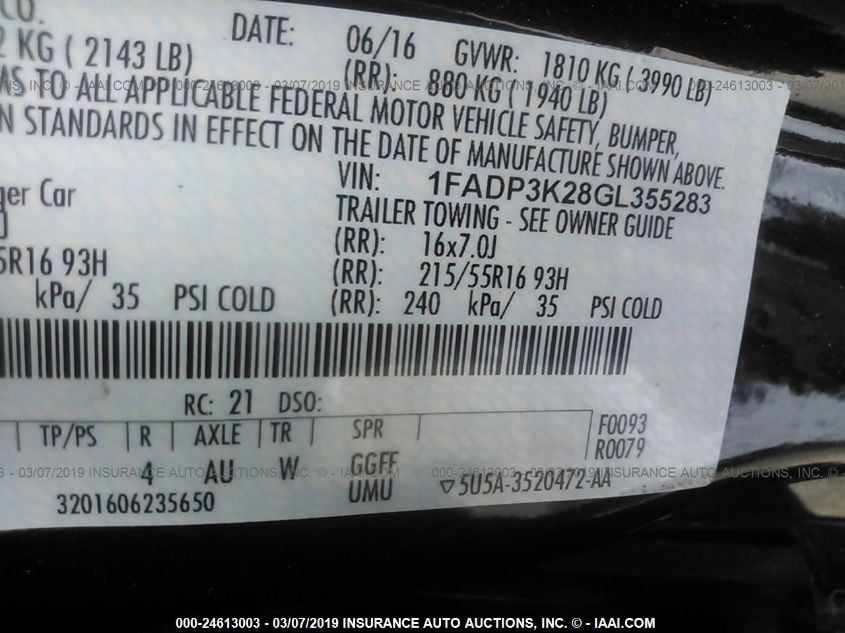 CO.
DATE: 06/16 GVWR: 1810 KG ( 3990 LB)
2 KG ( 2143 LB) (RR): 880 KG ( 1940 LB)
MS TO ALL APPLICABLE FEDERAL MOTOR VEHICLE SAFETY, BUMPER,
N STANDARDS IN EFFECT ON THE DATE OF MANUFACTURE SHOWN ABOVE.
VIN: 1FADP3K28GL355283
ger Car TRAILER TOWING - SEE OWNER GUIDE
(RR): 16x7.0J
5R16 93H (RR): 215/55R16 93H
kPa/ 35 PSI COLD (RR): 240 kPa/ 35 PSI COLD
RC: 21 DSO:
TP/PS R AXLE TR SPR F0093
R0079
4 AU W GGFF
UMU
5U5A-3520472-AA
3201606235650
000-24613003 - 03/07/2019 INSURANCE AUTO AUCTIONS, INC. © - IAAI.COM